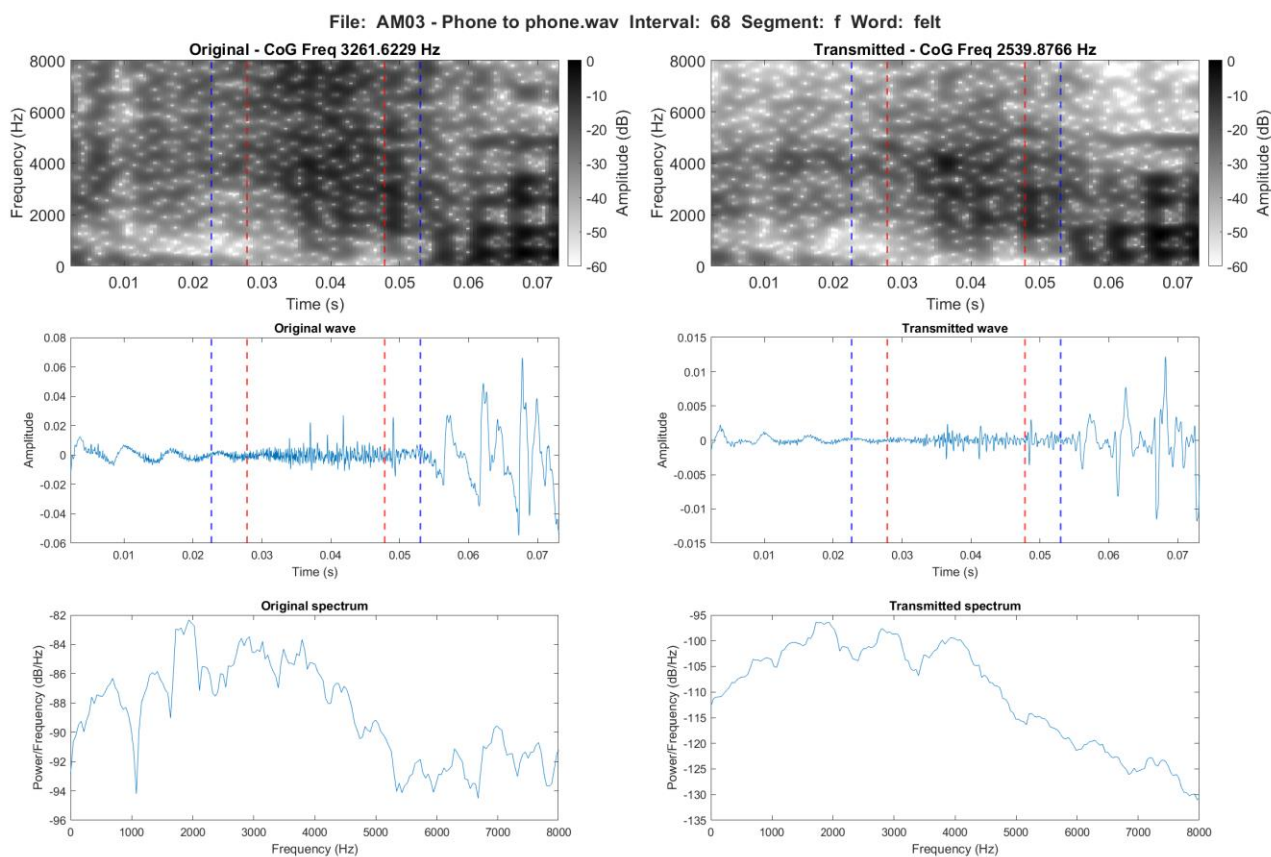 File: AM03 - Phone to phone.wav Interval: 68 Segment: f Word: felt
Original - CoG Freq 3261.6229 Hz
8000
6000
4000
2000
0
Frequency (Hz)
0.01 0.02 0.03 0.04 0.05 0.06 0.07
Time (s)
0
-10
-20
-30
-40
-50
-60
Amplitude (dB)
Transmitted - CoG Freq 2539.8766 Hz
8000
6000
4000
2000
0
Frequency (Hz)
0.01 0.02 0.03 0.04 0.05 0.06 0.07
Time (s)
0
-10
-20
-30
-40
-50
-60
Amplitude (dB)
Original wave
0.08
0.06
0.04
0.02
0
-0.02
-0.04
-0.06
Amplitude
0.01 0.02 0.03 0.04 0.05 0.06 0.07
Time (s)
Transmitted wave
0.015
0.01
0.005
0
-0.005
-0.01
-0.015
Amplitude
0.01 0.02 0.03 0.04 0.05 0.06 0.07
Time (s)
Original spectrum
-82
-84
-86
-88
-90
-92
-94
-96
Power/Frequency (dB/Hz)
0 1000 2000 3000 4000 5000 6000 7000 8000
Frequency (Hz)
Transmitted spectrum
-95
-100
-105
-110
-115
-120
-125
-130
-135
Power/Frequency (dB/Hz)
0 1000 2000 3000 4000 5000 6000 7000 8000
Frequency (Hz)